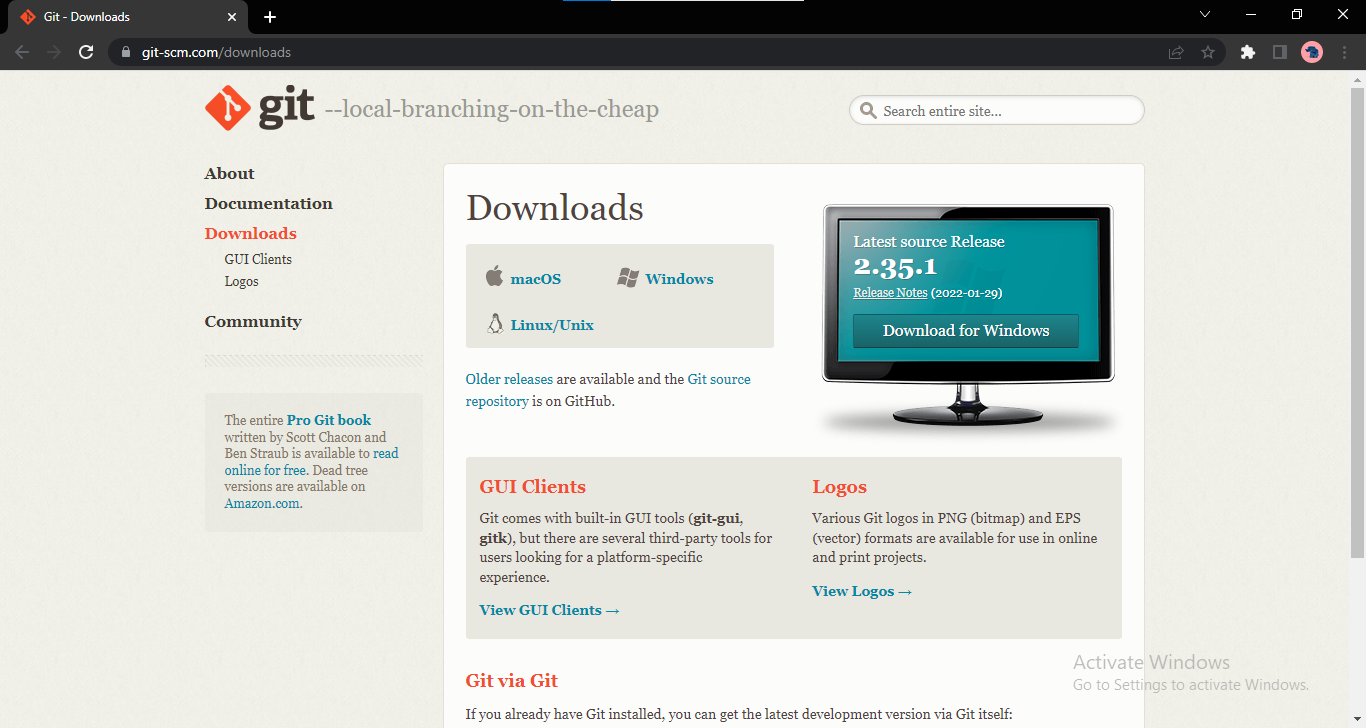 Git - Downloads
git-scm.com/downloads
git --local-branching-on-the-cheap
Search entire site...
About
Documentation
Downloads
GUI Clients
Logos
Community
The entire Pro Git book
written by Scott Chacon and
Ben Straub is available to read
online for free. Dead tree
versions are available on
Amazon.com.
Downloads
macOS
Windows
Linux/Unix
Older releases are available and the Git source
repository is on GitHub.
Latest source Release
2.35.1
Release Notes (2022-01-29)
Download for Windows
GUI Clients
Git comes with built-in GUI tools (git-gui,
gitk), but there are several third-party tools for
users looking for a platform-specific
experience.
View GUI Clients →
Logos
Various Git logos in PNG (bitmap) and EPS
(vector) formats are available for use in online
and print projects.
View Logos →
Git via Git
If you already have Git installed, you can get the latest development version via Git itself:
Activate Windows
Go to Settings to activate Windows.